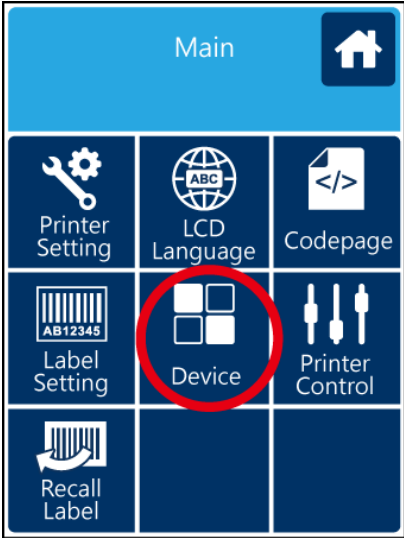 Main
Printer
Setting
ABC
LCD
Language
</>
Codepage
AB12345
Label
Setting
Device
Printer
Control
Recall
Label